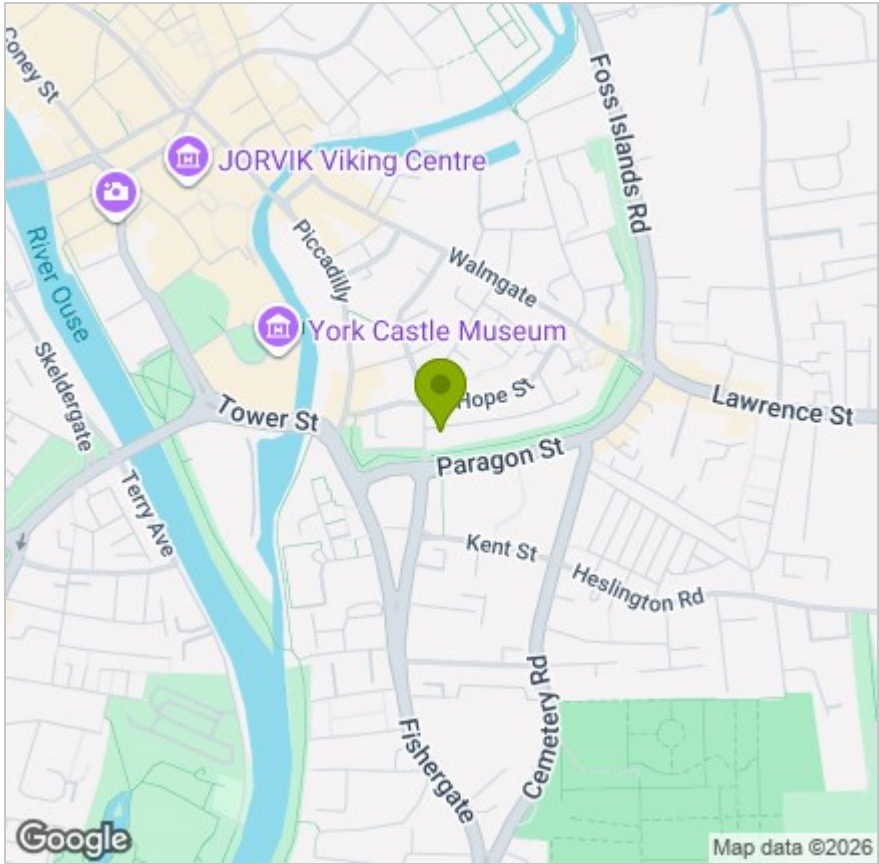 Coney St
JORVIK Viking Centre
Foss Islands Rd
River Ouse
Piccadilly
Walmgate
York Castle Museum
Skeldergate
Hope St
Tower St
Lawrence St
Paragon St
Terry Ave
Kent St
Heslington Rd
Cemetery Rd
Fishergate
Google
Map data ©2026